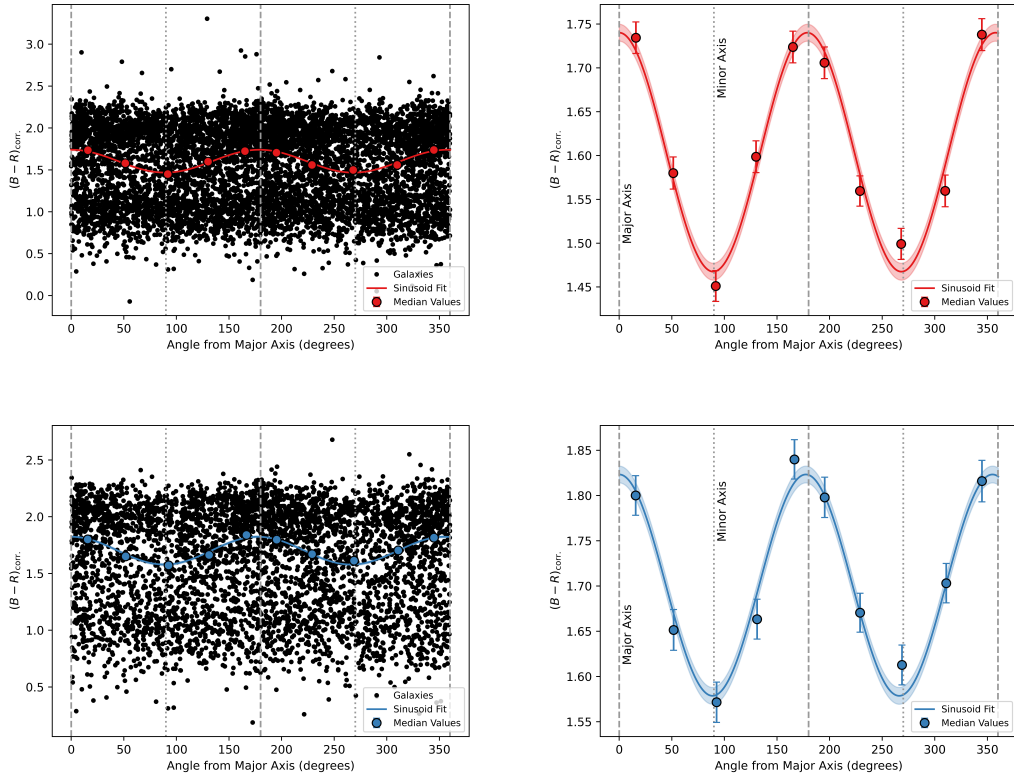 3.0
2.5
2.0
1.5
1.0
0.5
0.0
(B − R)corr.
0 50 100 150 200 250 300 350
Angle from Major Axis (degrees)
Galaxies
Sinusoid Fit
Median Values
1.75
1.70
1.65
1.60
1.55
1.50
1.45
(B − R)corr.
Major Axis
Minor Axis
0 50 100 150 200 250 300 350
Angle from Major Axis (degrees)
Sinusoid Fit
Median Values
2.5
2.0
1.5
1.0
0.5
(B − R)corr.
0 50 100 150 200 250 300 350
Angle from Major Axis (degrees)
Galaxies
Sinusoid Fit
Median Values
1.85
1.80
1.75
1.70
1.65
1.60
1.55
(B − R)corr.
Major Axis
Minor Axis
0 50 100 150 200 250 300 350
Angle from Major Axis (degrees)
Sinusoid Fit
Median Values